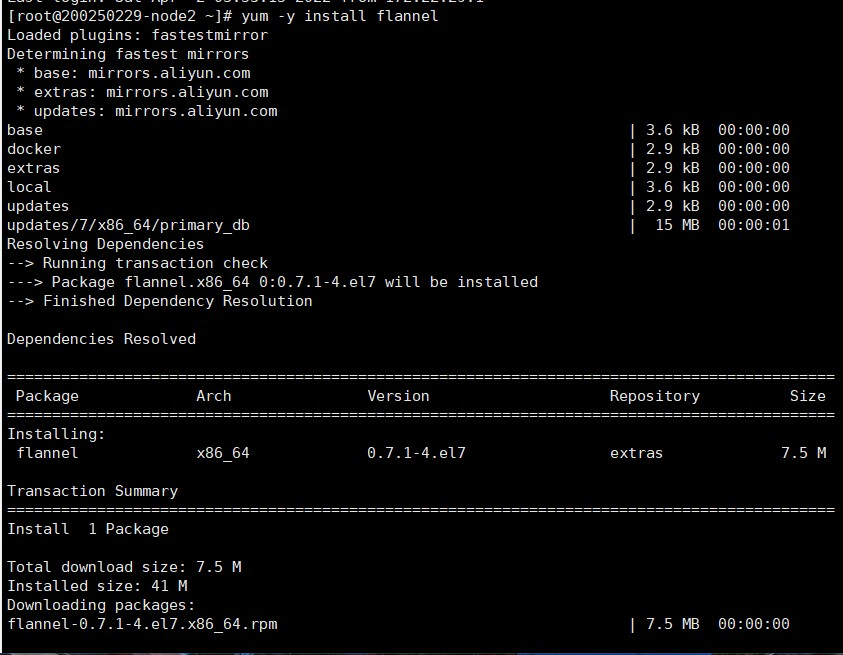 [root@200250229-node2 ~]# yum -y install flannel
Loaded plugins: fastestmirror
Determining fastest mirrors
 * base: mirrors.aliyun.com
 * extras: mirrors.aliyun.com
 * updates: mirrors.aliyun.com
base | 3.6 kB 00:00:00
docker | 2.9 kB 00:00:00
extras | 2.9 kB 00:00:00
local | 3.6 kB 00:00:00
updates | 2.9 kB 00:00:00
updates/7/x86_64/primary_db | 15 MB 00:00:01
Resolving Dependencies
--> Running transaction check
---> Package flannel.x86_64 0:0.7.1-4.el7 will be installed
--> Finished Dependency Resolution
Dependencies Resolved
============================================================================================
Package Arch Version Repository Size
============================================================================================
Installing:
 flannel x86_64 0.7.1-4.el7 extras 7.5 M
Transaction Summary
============================================================================================
Install 1 Package
Total download size: 7.5 M
Installed size: 41 M
Downloading packages:
flannel-0.7.1-4.el7.x86_64.rpm | 7.5 MB 00:00:00